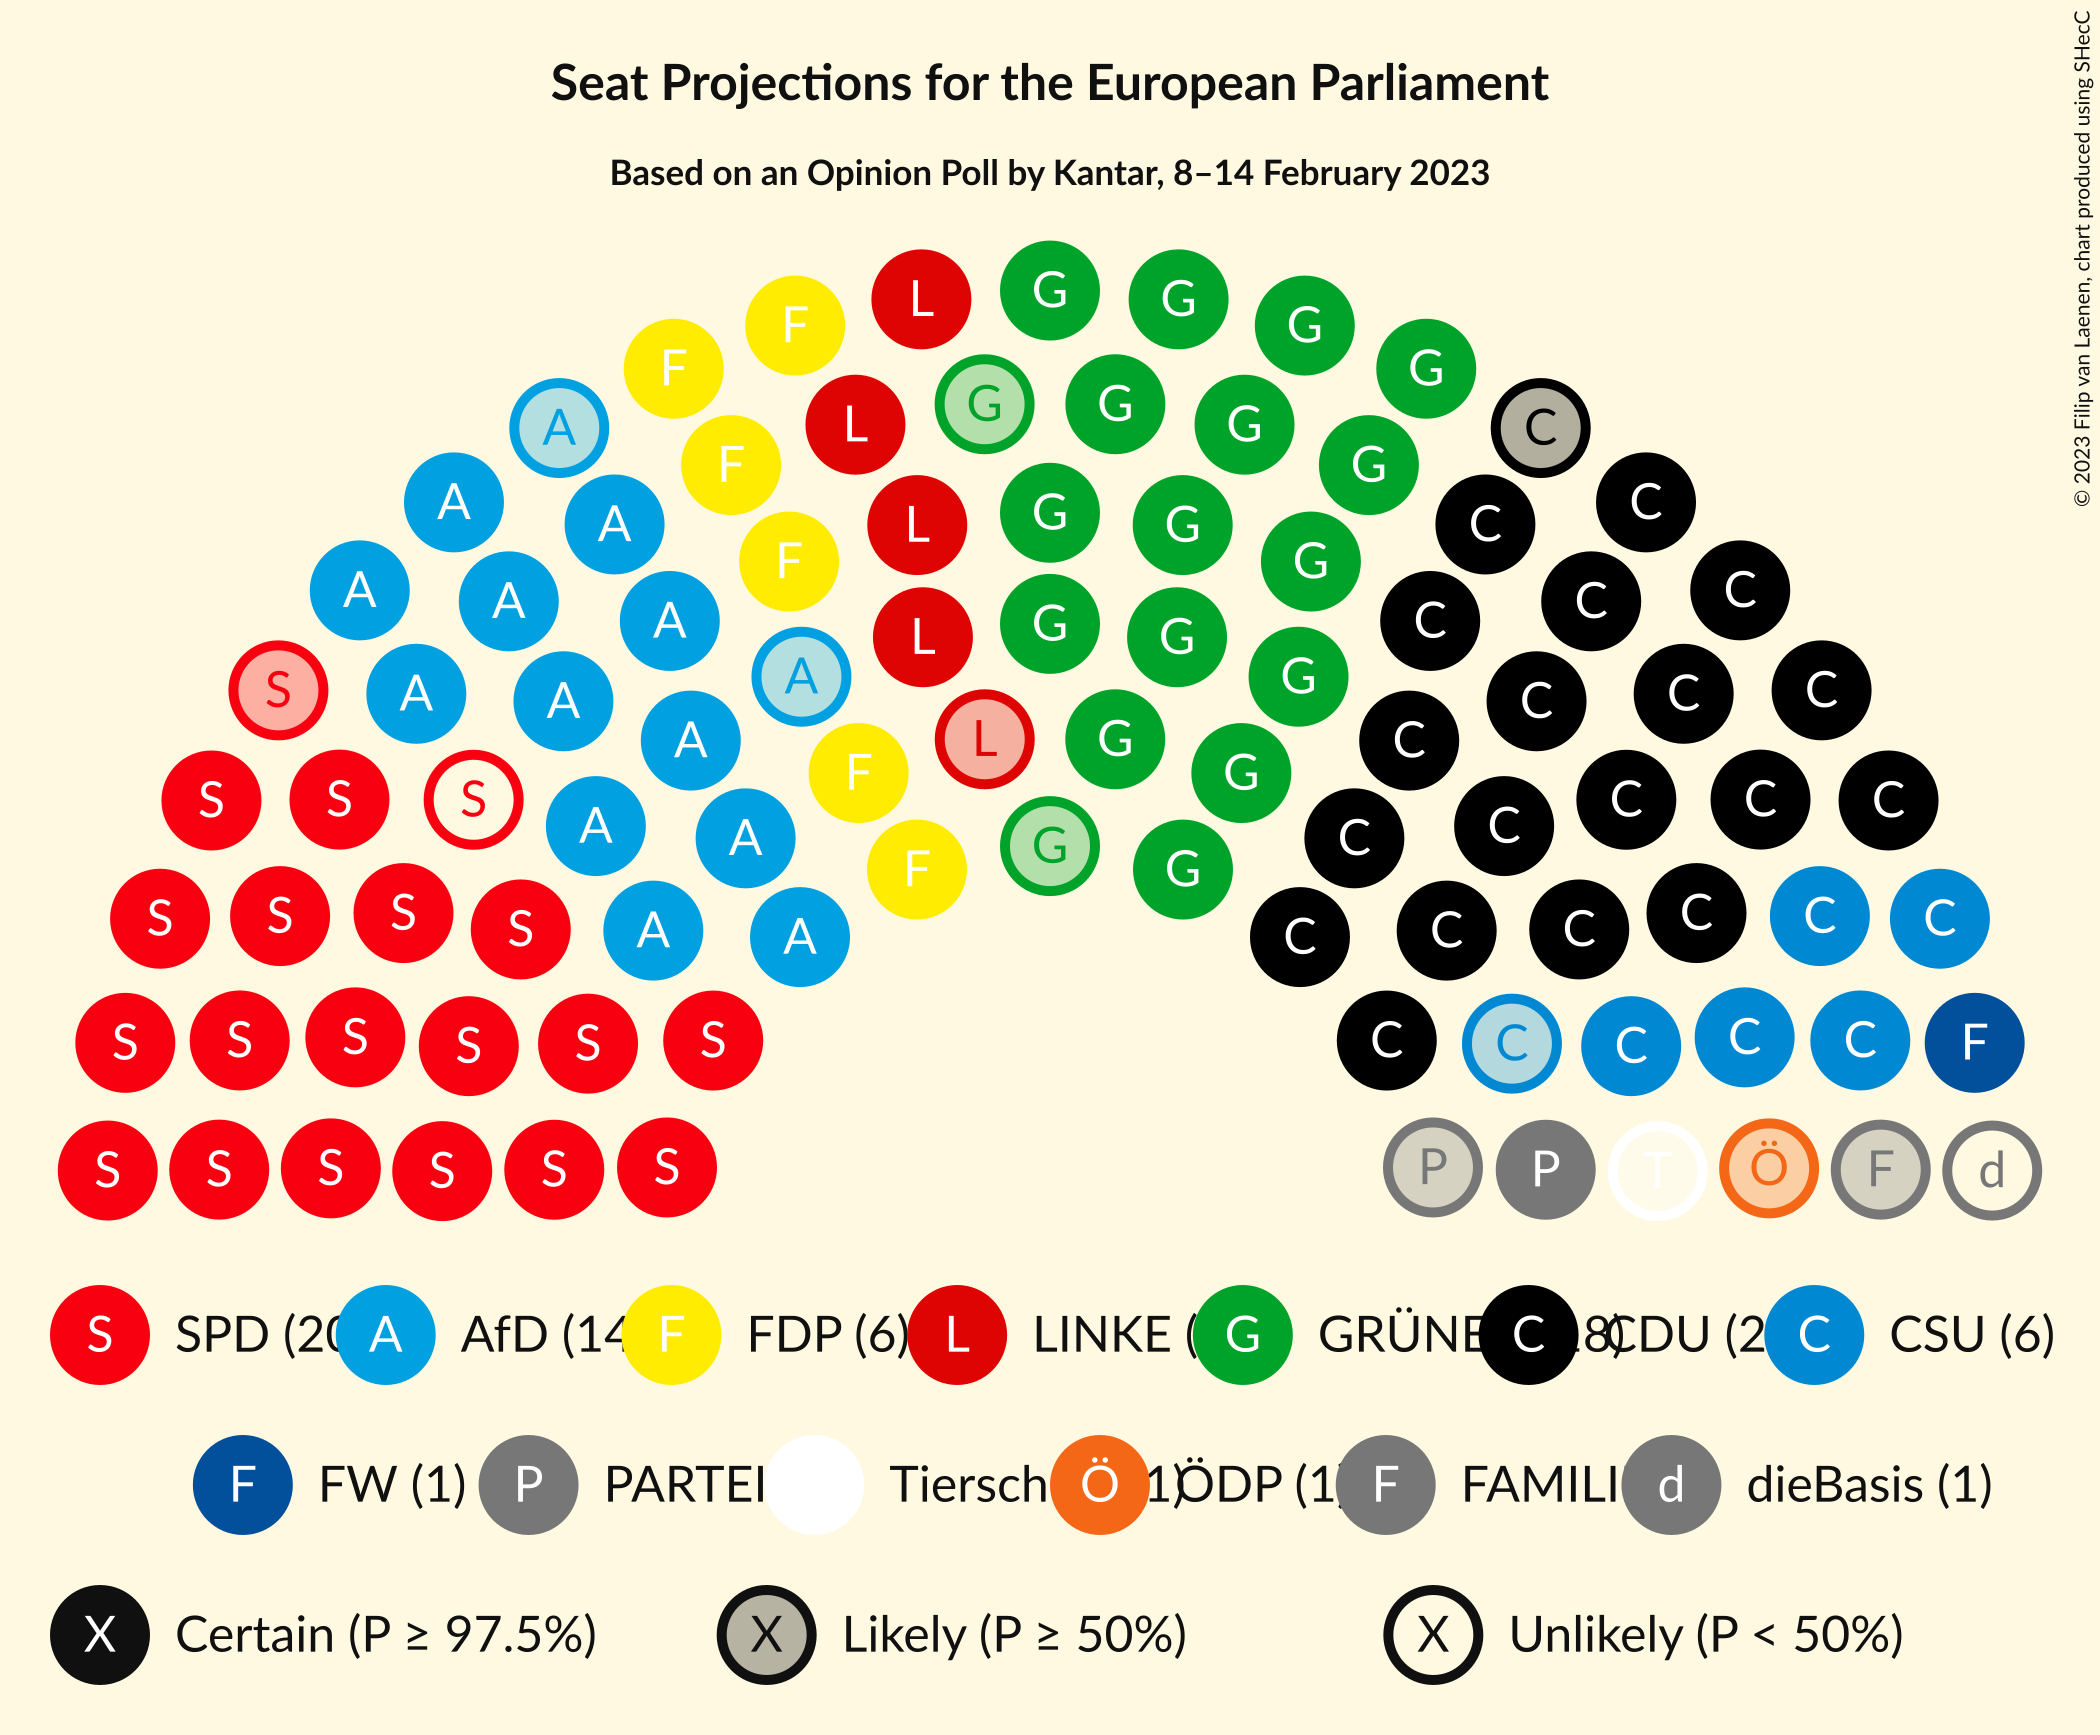 Seat Projections for the European Parliament
Based on an Opinion Poll by Kantar, 8–14 February 2023
© 2023 Filip van Laenen, chart produced using SHecC
L G G G G
F F
A F L G G G G C
A A F L G G G C C
A A A F L G G G C C C
S A A A A L G G C C C C
S S S A A F G G C C C C C
S S S S A A F C C C C C C
S S S S S S C C C C C F
S S S S S S P P T Ö F d
S SPD (20 A AfD (14 F FDP (6) L LINKE ( G GRÜNE C 8) CDU (2 C CSU (6)
F FW (1) P PARTEI Tiersch Ö 1) ÖDP (1 F FAMILI d dieBasis (1)
X Certain (P ≥ 97.5%) X Likely (P ≥ 50%) X Unlikely (P < 50%)